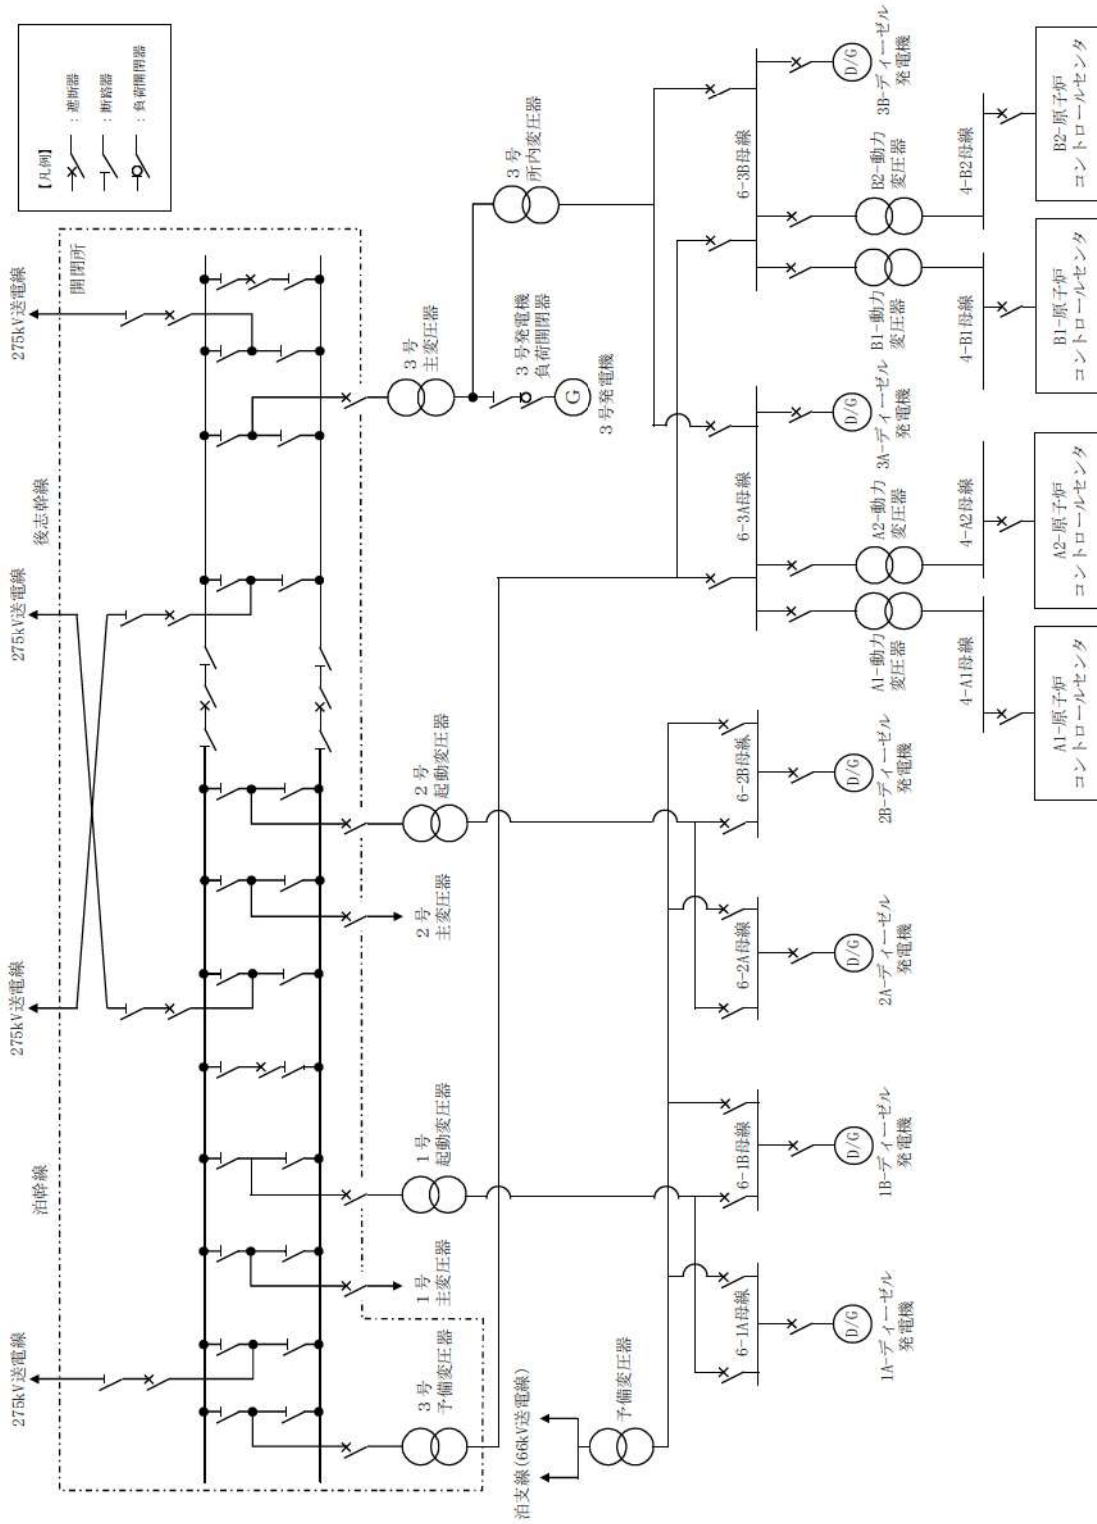 275kV送電線
275kV送電線
275kV送電線
275kV送電線
泊幹線
後志幹線
開閉所
【凡例】
：遮断器
：断路器
：負荷開閉器
3号
予備変圧器
1号
主変圧器
1号
起動変圧器
2号
主変圧器
2号
起動変圧器
3号
主変圧器
3号発電機
負荷開閉器
G
3号発電機
3号
所内変圧器
泊支線(66kV送電線)
予備変圧器
6-1A母線
6-1B母線
6-2A母線
6-2B母線
6-3A母線
6-3B母線
D/G
1A-ディーゼル
発電機
D/G
1B-ディーゼル
発電機
D/G
2A-ディーゼル
発電機
D/G
2B-ディーゼル
発電機
D/G
3A-ディーゼル
発電機
D/G
3B-ディーゼル
発電機
A1-動力
変圧器
A2-動力
変圧器
B1-動力
変圧器
B2-動力
変圧器
4-A1母線
4-A2母線
4-B1母線
4-B2母線
A1-原子炉
コントロールセンタ
A2-原子炉
コントロールセンタ
B1-原子炉
コントロールセンタ
B2-原子炉
コントロールセンタ